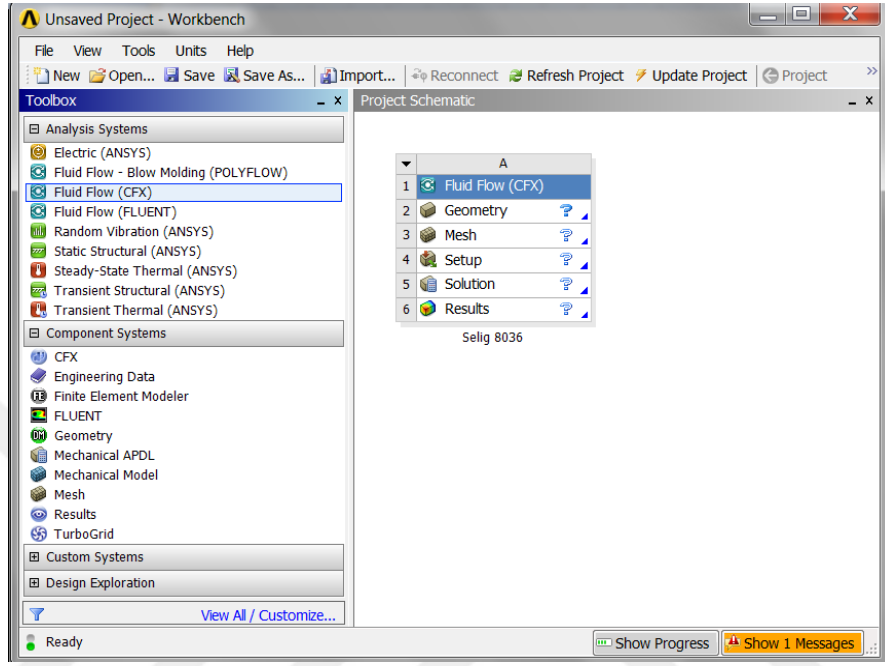 Unsaved Project - Workbench
File View Tools Units Help
New Open... Save Save As... Import... Reconnect Refresh Project Update Project Project
Toolbox
Analysis Systems
Electric (ANSYS)
Fluid Flow - Blow Molding (POLYFLOW)
Fluid Flow (CFX)
Fluid Flow (FLUENT)
Random Vibration (ANSYS)
Static Structural (ANSYS)
Steady-State Thermal (ANSYS)
Transient Structural (ANSYS)
Transient Thermal (ANSYS)
Component Systems
CFX
Engineering Data
Finite Element Modeler
FLUENT
Geometry
Mechanical APDL
Mechanical Model
Mesh
Results
TurboGrid
Custom Systems
Design Exploration
View All / Customize...
Project Schematic
A
1 Fluid Flow (CFX)
2 Geometry ?
3 Mesh ?
4 Setup ?
5 Solution ?
6 Results ?
Selig 8036
Ready
Show Progress
Show 1 Messages